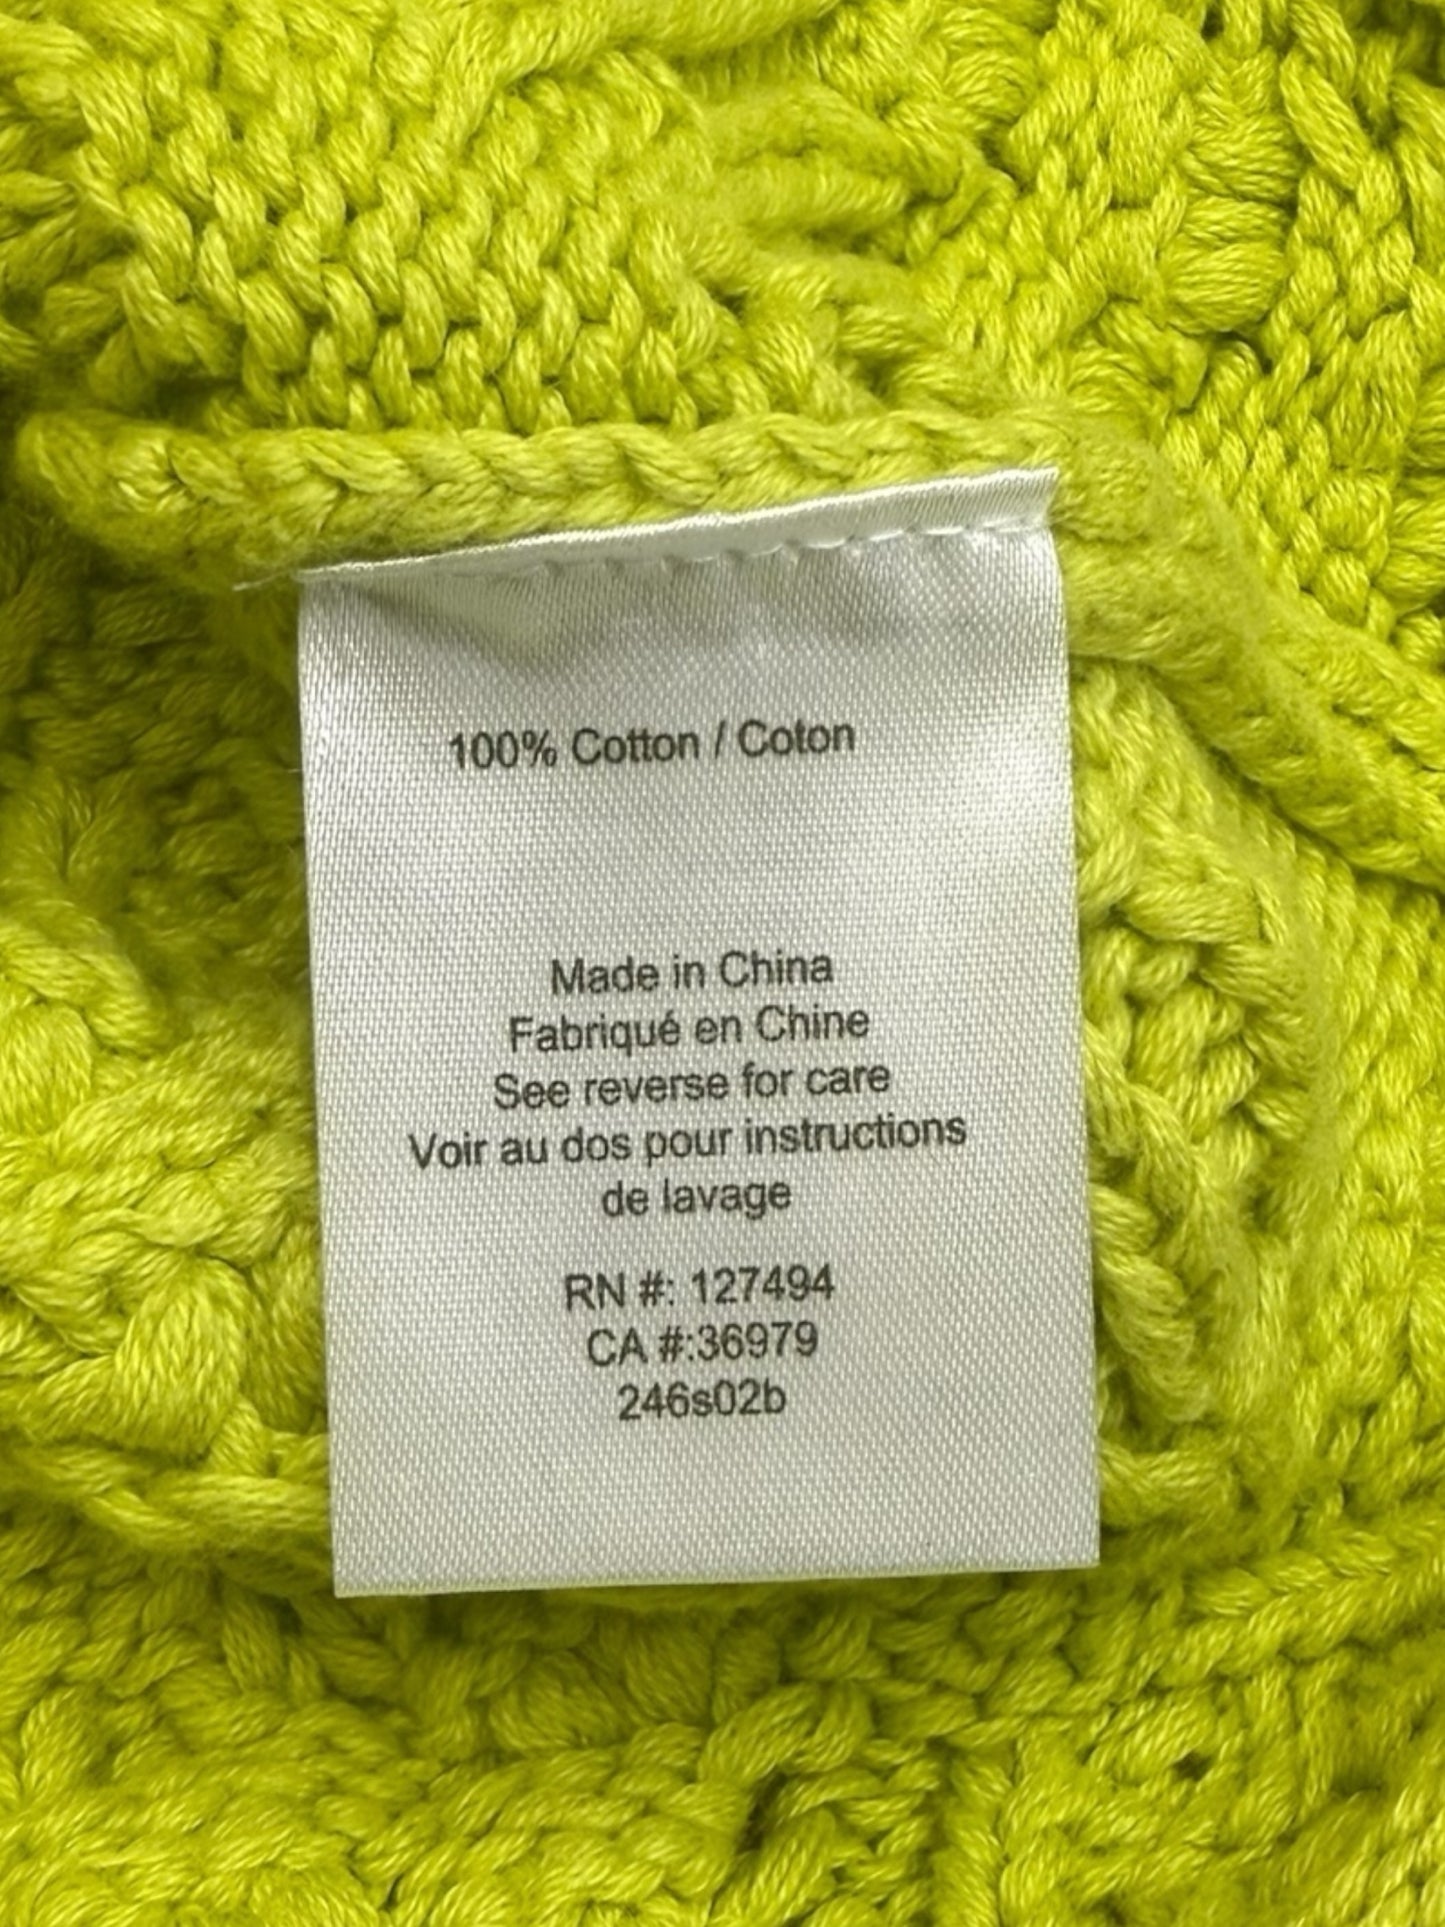 100% Cotton / Coton
Made in China
Fabriqué en Chine
See reverse for care
Voir au dos pour instructions
de lavage
RN #: 127494
CA #:36979
246s02b